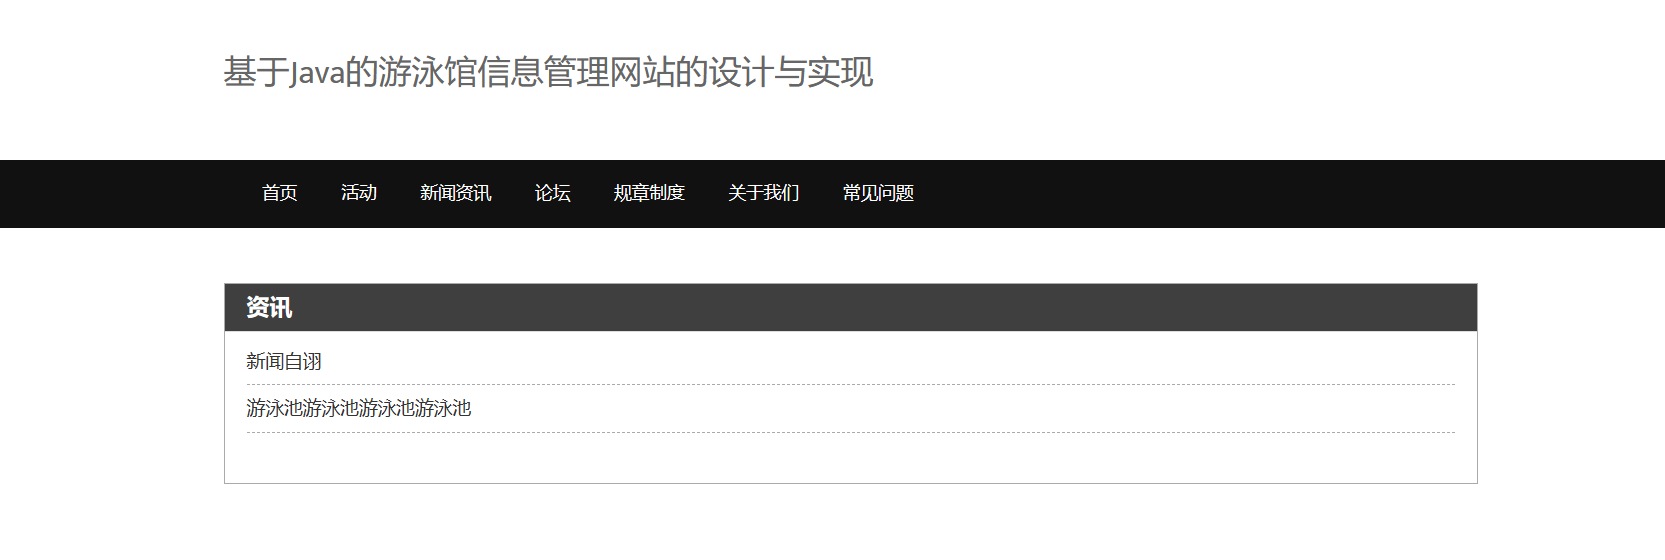 基于Java的游泳馆信息管理网站的设计与实现
首页 活动 新闻资讯 论坛 规章制度 关于我们 常见问题
资讯
新闻自诩
游泳池游泳池游泳池游泳池